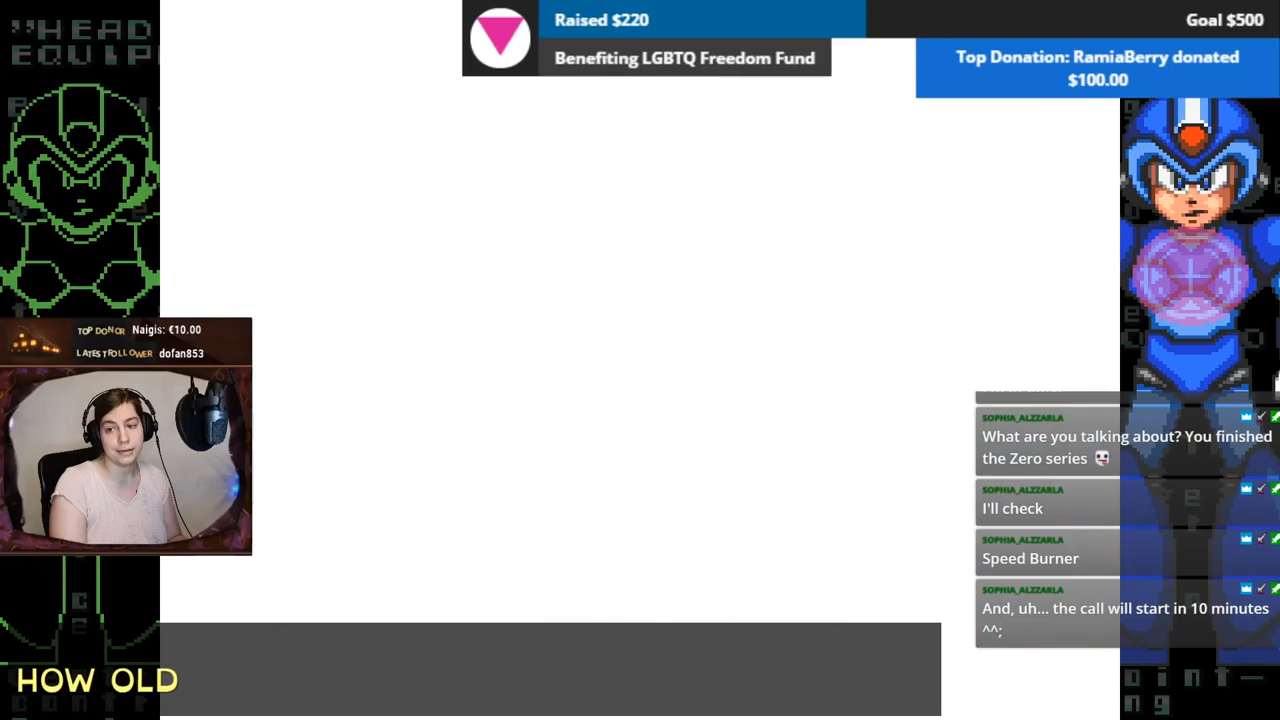 "HEAD
EQUIP
Raised $220
Goal $500
Benefiting LGBTQ Freedom Fund
Top Donation: RamiaBerry donated
$100.00
TOP DONOR Naigis: €10.00
LATEST FOLLOWER dofan853
SOPHIA_ALZZARLA
What are you talking about? You finished
the Zero series
SOPHIA_ALZZARLA
I'll check
SOPHIA_ALZZARLA
Speed Burner
SOPHIA_ALZZARLA
And, uh... the call will start in 10 minutes
^^;
HOW OLD